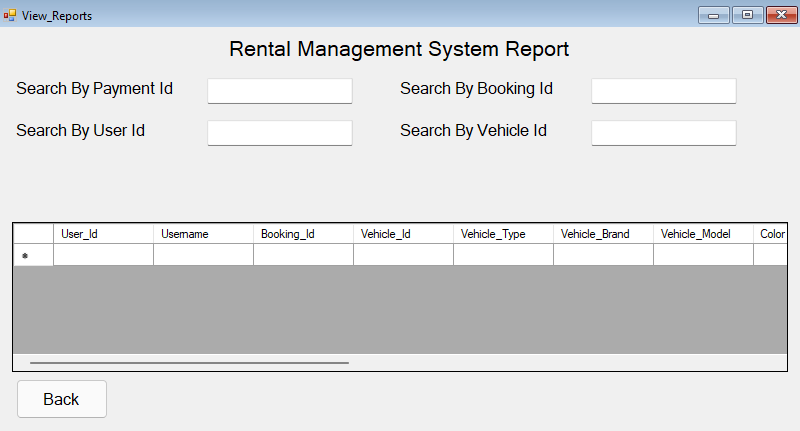 View_Reports
Rental Management System Report
Search By Payment Id
Search By Booking Id
Search By User Id
Search By Vehicle Id
User_Id Username Booking_Id Vehicle_Id Vehicle_Type Vehicle_Brand Vehicle_Model Color
*
Back